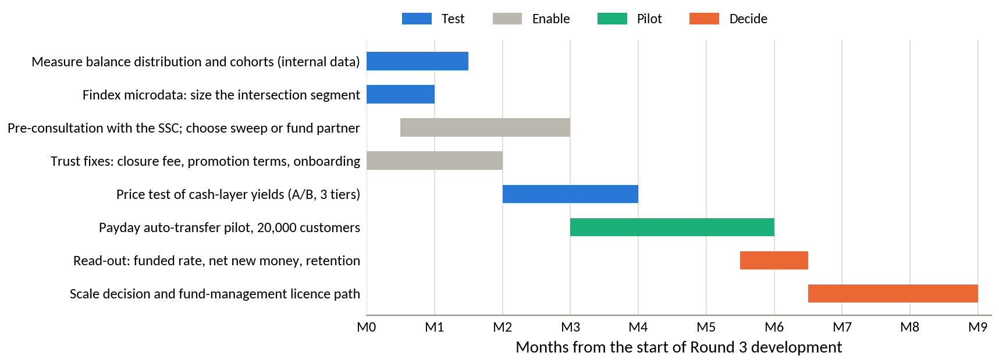 Test Enable Pilot Decide
Measure balance distribution and cohorts (internal data)
Findex microdata: size the intersection segment
Pre-consultation with the SSC; choose sweep or fund partner
Trust fixes: closure fee, promotion terms, onboarding
Price test of cash-layer yields (A/B, 3 tiers)
Payday auto-transfer pilot, 20,000 customers
Read-out: funded rate, net new money, retention
Scale decision and fund-management licence path
M0 M1 M2 M3 M4 M5 M6 M7 M8 M9
Months from the start of Round 3 development